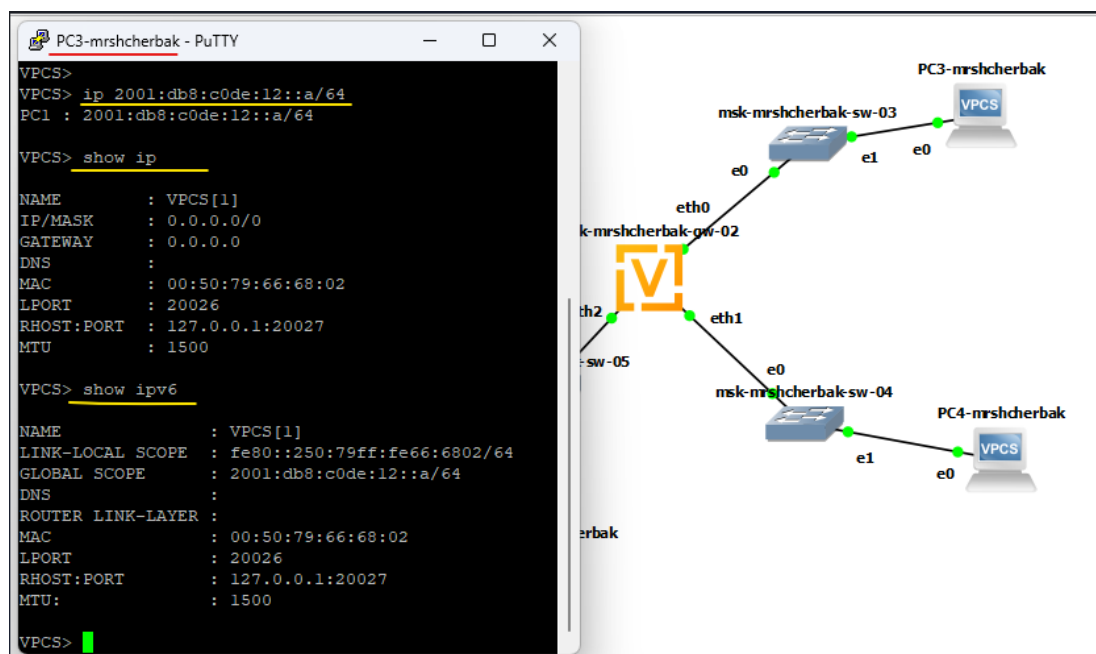 PC3-mrshcherbak - PuTTY
VPCS>
VPCS> ip 2001:db8:c0de:12::a/64
PC1 : 2001:db8:c0de:12::a/64
VPCS> show ip
NAME : VPCS[1]
IP/MASK : 0.0.0.0/0
GATEWAY : 0.0.0.0
DNS :
MAC : 00:50:79:66:68:02
LPORT : 20026
RHOST:PORT : 127.0.0.1:20027
MTU : 1500
VPCS> show ipv6
NAME : VPCS[1]
LINK-LOCAL SCOPE : fe80::250:79ff:fe66:6802/64
GLOBAL SCOPE : 2001:db8:c0de:12::a/64
DNS :
ROUTER LINK-LAYER :
MAC : 00:50:79:66:68:02
LPORT : 20026
RHOST:PORT : 127.0.0.1:20027
MTU: : 1500
VPCS>
PC3-mrshcherbak
VPCS
msk-mrshcherbak-sw-03
e1
e0
e0
eth0
k-mrshcherbak-gw-02
V
th2
eth1
-sw-05
e0
msk-mrshcherbak-sw-04
PC4-mrshcherbak
VPCS
e1
e0
erbak